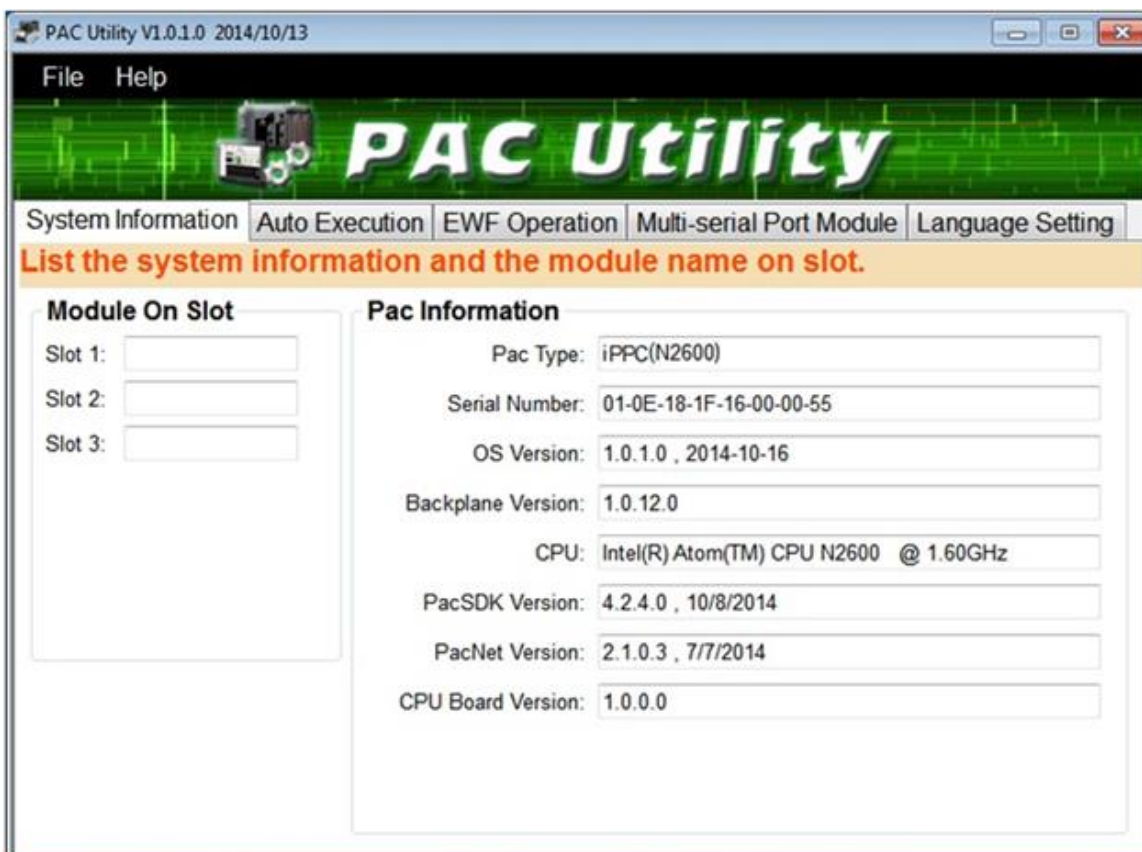 PAC Utility V1.0.1.0 2014/10/13
File Help
PAC Utility
System Information Auto Execution EWF Operation Multi-serial Port Module Language Setting
List the system information and the module name on slot.
Module On Slot
Slot 1:
Slot 2:
Slot 3:
Pac Information
Pac Type: iPPC(N2600)
Serial Number: 01-0E-18-1F-16-00-00-55
OS Version: 1.0.1.0 , 2014-10-16
Backplane Version: 1.0.12.0
CPU: Intel(R) Atom(TM) CPU N2600 @ 1.60GHz
PacSDK Version: 4.2.4.0 , 10/8/2014
PacNet Version: 2.1.0.3 , 7/7/2014
CPU Board Version: 1.0.0.0